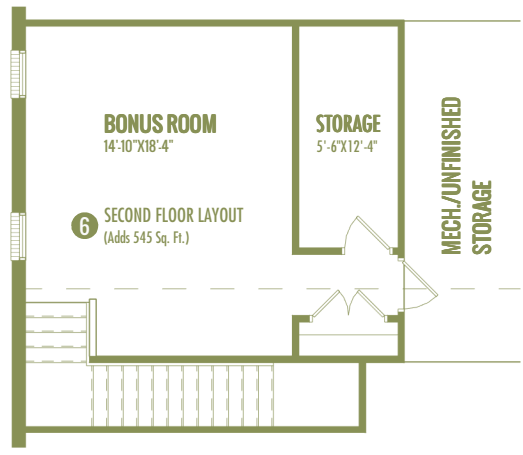 BONUS ROOM
14'-10"X18'-4"
STORAGE
5'-6"X12'-4"
MECH./UNFINISHED
STORAGE
6 SECOND FLOOR LAYOUT
(Adds 545 Sq. Ft.)